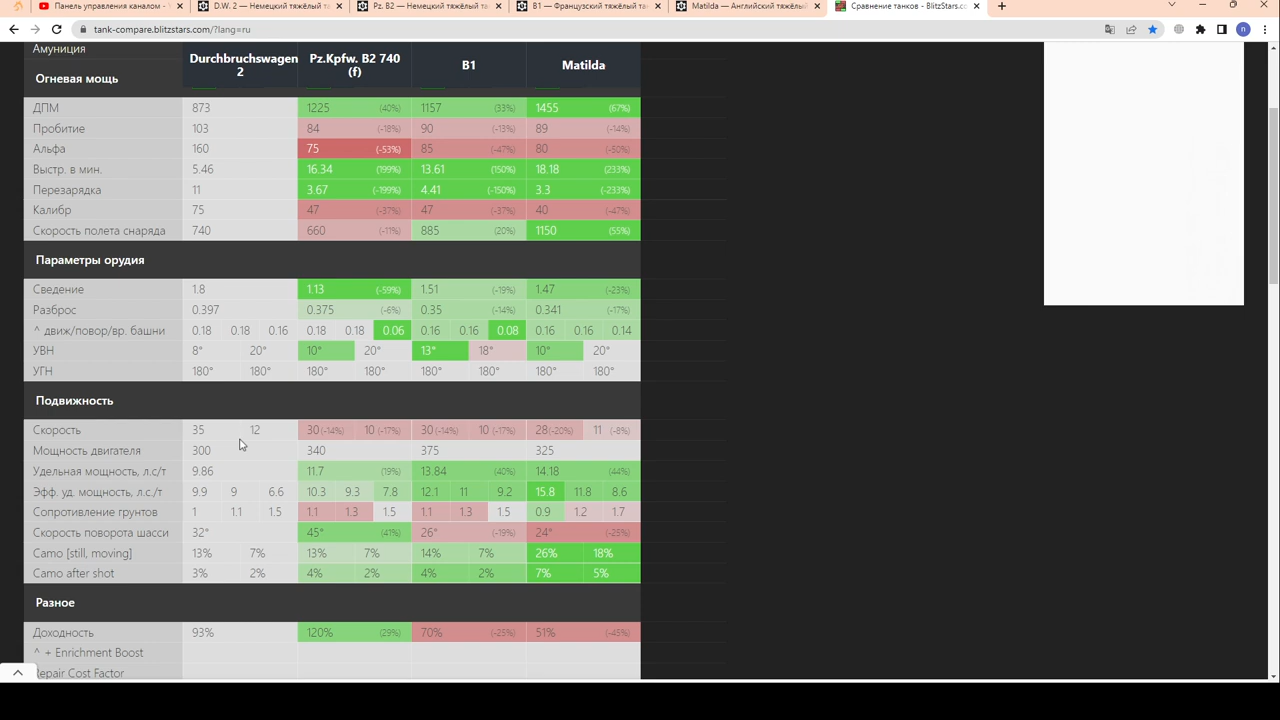 Панель управления каналом -
D.W. 2 — Немецкий тяжёлый т
Pz. B2 — Немецкий тяжёлый та
B1 — Французский тяжёлый та
Matilda — Английский тяжёлый
Сравнение танков - BlitzStars.co
tank-compare.blitzstars.com/?lang=ru
n
Амуниция
Durchbruchswagen 2
Pz.Kpfw. B2 740 (f)
B1
Matilda
Огневая мощь
ДПМ 873 1225 (40%) 1157 (33%) 1455 (67%)
Пробитие 103 84 (-18%) 90 (-13%) 89 (-14%)
Альфа 160 75 (-53%) 85 (-47%) 80 (-50%)
Выстр. в мин. 5.46 16.34 (199%) 13.61 (150%) 18.18 (233%)
Перезарядка 11 3.67 (-199%) 4.41 (-150%) 3.3 (-233%)
Калибр 75 47 (-37%) 47 (-37%) 40 (-47%)
Скорость полета снаряда 740 660 (-11%) 885 (20%) 1150 (55%)
Параметры орудия
Сведение 1.8 1.13 (-59%) 1.51 (-19%) 1.47 (-23%)
Разброс 0.397 0.375 (-6%) 0.35 (-14%) 0.341 (-17%)
^ движ/повор/вр. башни 0.18 0.18 0.16 0.18 0.18 0.06 0.16 0.16 0.08 0.16 0.16 0.14
УВН 8° 20° 10° 20° 13° 18° 10° 20°
УГН 180° 180° 180° 180° 180° 180° 180° 180°
Подвижность
Скорость 35 12 30 (-14%) 10 (-17%) 30 (-14%) 10 (-17%) 28 (-20%) 11 (-8%)
Мощность двигателя 300 340 375 325
Удельная мощность, л.с/т 9.86 11.7 (19%) 13.84 (40%) 14.18 (44%)
Эфф. уд. мощность, л.с./т 9.9 9 6.6 10.3 9.3 7.8 12.1 11 9.2 15.8 11.8 8.6
Сопротивление грунтов 1 1.1 1.5 1.1 1.3 1.5 1.1 1.3 1.5 0.9 1.2 1.7
Скорость поворота шасси 32° 45° (41%) 26° (-19%) 24° (-25%)
Camo [still, moving] 13% 7% 13% 7% 14% 7% 26% 18%
Camo after shot 3% 2% 4% 2% 4% 2% 7% 5%
Разное
Доходность 93% 120% (29%) 70% (-25%) 51% (-45%)
^ + Enrichment Boost
Repair Cost Factor